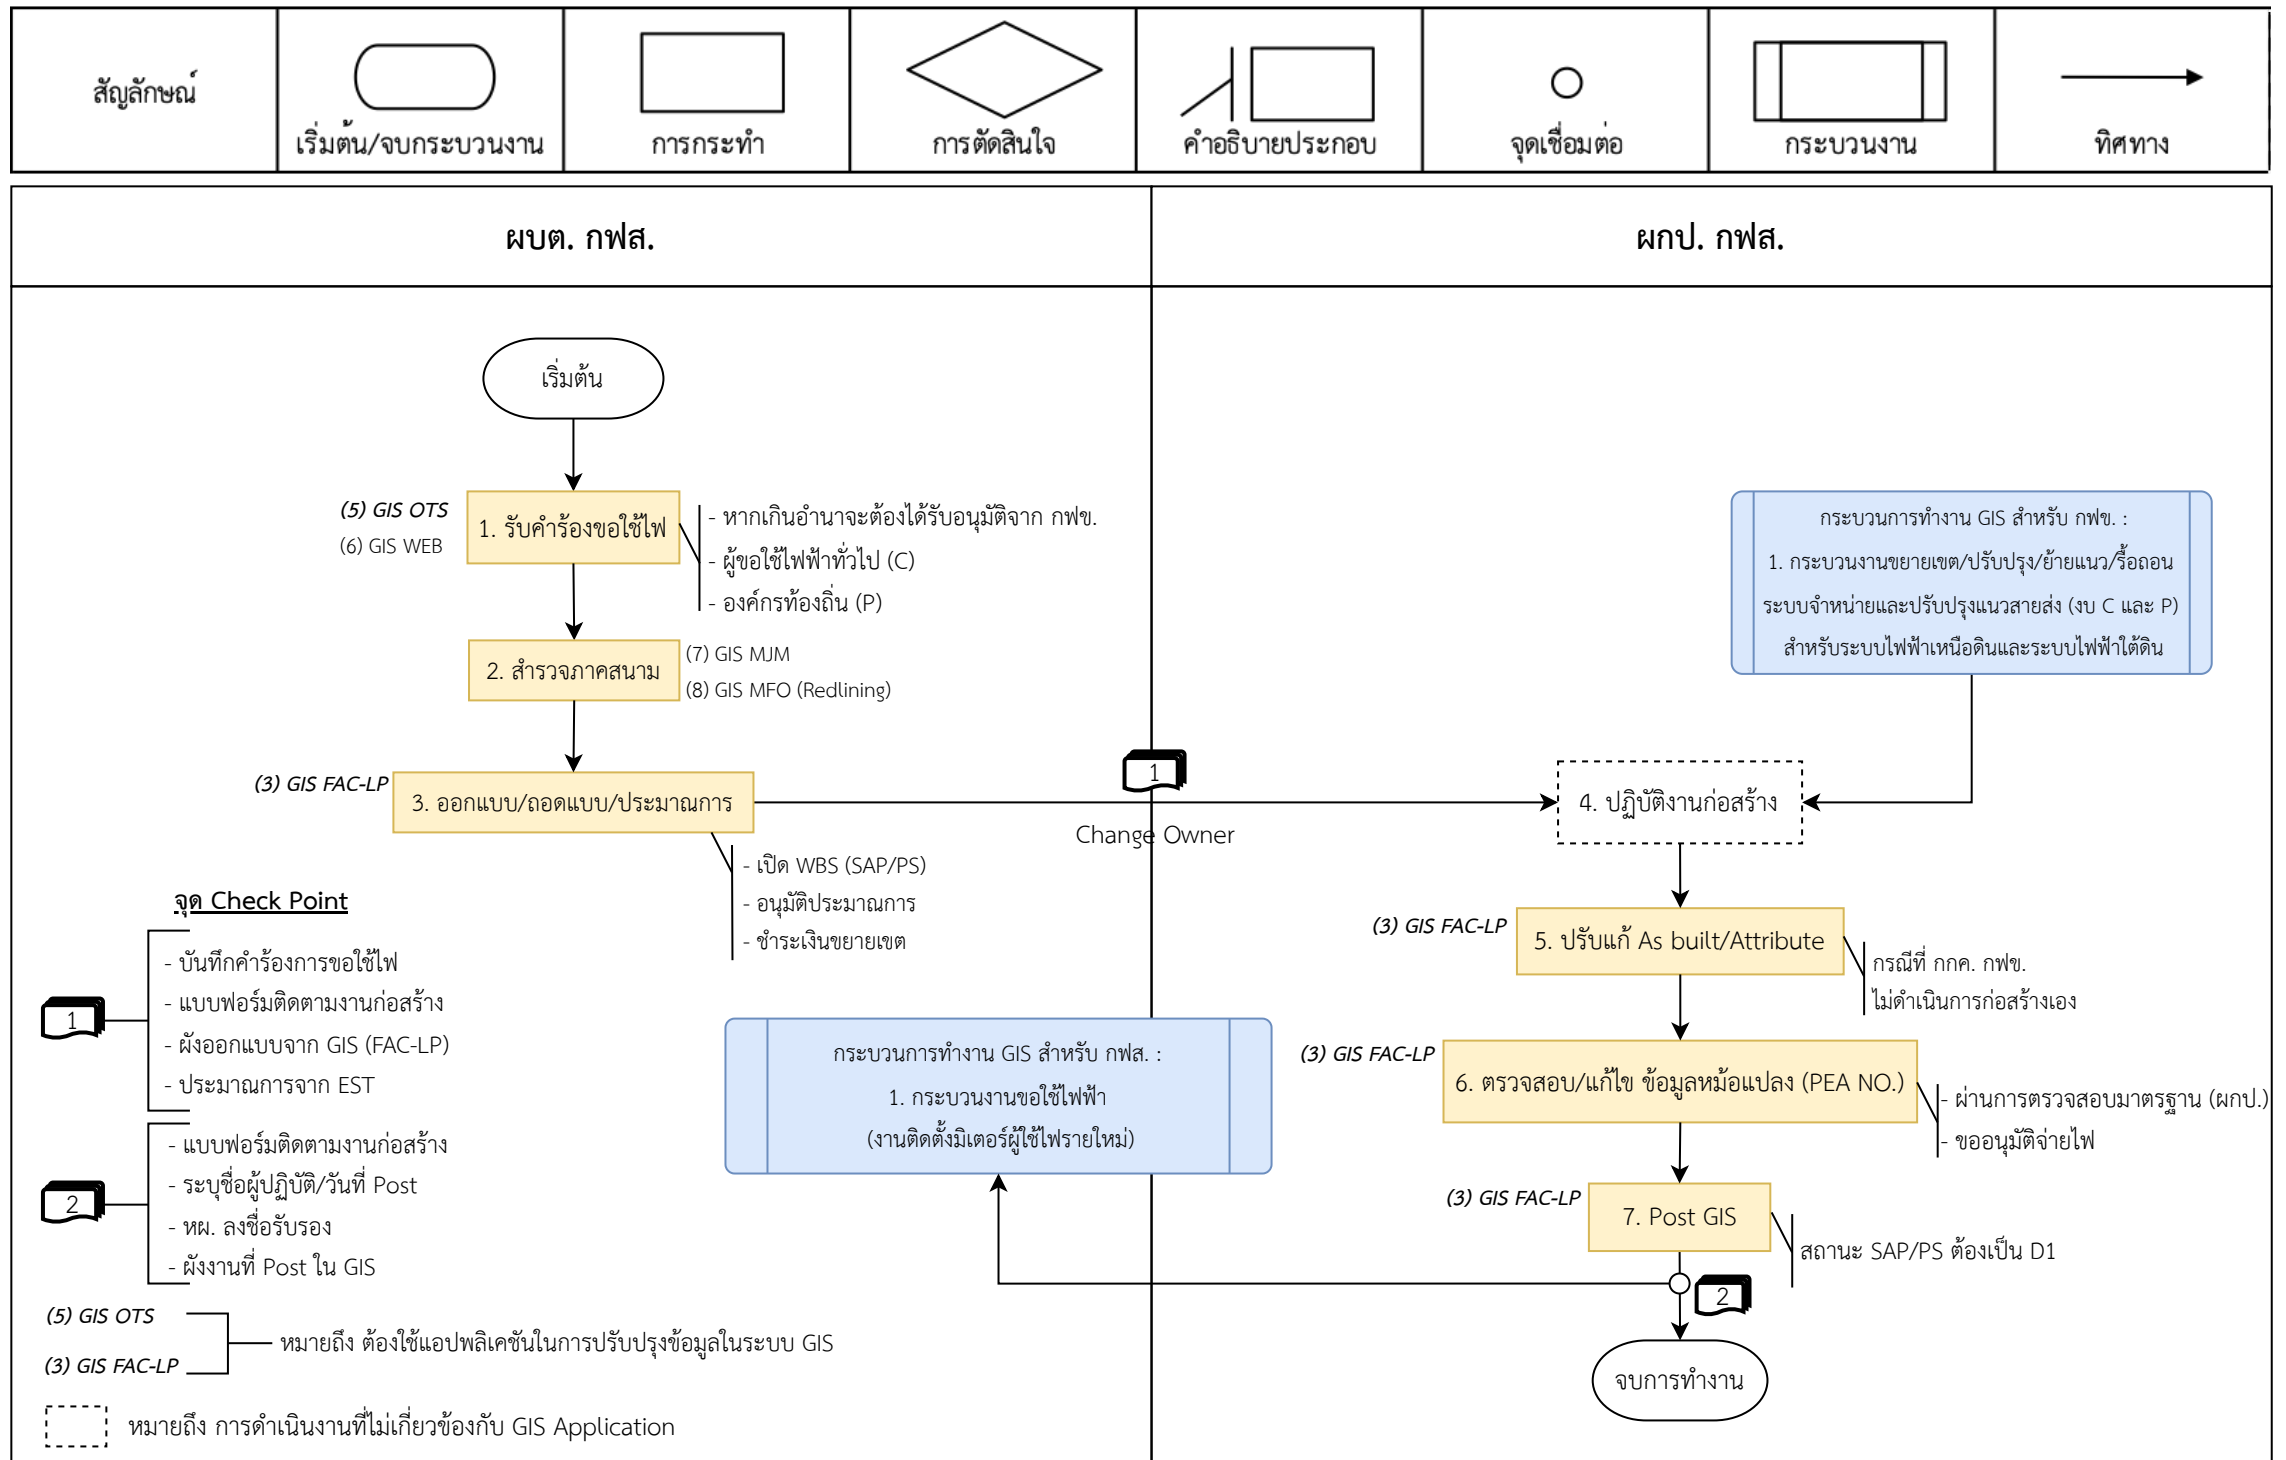 สัญลักษณ์
เริ่มต้น/จบกระบวนงาน
การกระทำ
การตัดสินใจ
คำอธิบายประกอบ
จุดเชื่อมต่อ
กระบวนงาน
ทิศทาง
ผบต. กฟส.
ผกป. กฟส.
เริ่มต้น
(5) GIS OTS
(6) GIS WEB
1. รับคำร้องขอใช้ไฟ
- หากเกินอำนาจะต้องได้รับอนุมัติจาก กฟข.
- ผู้ขอใช้ไฟฟ้าทั่วไป (C)
- องค์กรท้องถิ่น (P)
2. สำรวจภาคสนาม
(7) GIS MJM
(8) GIS MFO (Redlining)
(3) GIS FAC-LP
3. ออกแบบ/ถอดแบบ/ประมาณการ
- เปิด WBS (SAP/PS)
- อนุมัติประมาณการ
- ชำระเงินขยายเขต
1
Change Owner
กระบวนการทำงาน GIS สำหรับ กฟข. :
1. กระบวนงานขยายเขต/ปรับปรุง/ย้ายแนว/รื้อถอน
ระบบจำหน่ายและปรับปรุงแนวสายส่ง (งบ C และ P)
สำหรับระบบไฟฟ้าเหนือดินและระบบไฟฟ้าใต้ดิน
4. ปฏิบัติงานก่อสร้าง
(3) GIS FAC-LP
5. ปรับแก้ As built/Attribute
กรณีที่ กกค. กฟข.
ไม่ดำเนินการก่อสร้างเอง
(3) GIS FAC-LP
6. ตรวจสอบ/แก้ไข ข้อมูลหม้อแปลง (PEA NO.)
- ผ่านการตรวจสอบมาตรฐาน (ผกป.)
- ขออนุมัติจ่ายไฟ
(3) GIS FAC-LP
7. Post GIS
สถานะ SAP/PS ต้องเป็น D1
2
จบการทำงาน
กระบวนการทำงาน GIS สำหรับ กฟส. :
1. กระบวนงานขอใช้ไฟฟ้า
(งานติดตั้งมิเตอร์ผู้ใช้ไฟรายใหม่)
จุด Check Point
1
- บันทึกคำร้องการขอใช้ไฟ
- แบบฟอร์มติดตามงานก่อสร้าง
- ผังออกแบบจาก GIS (FAC-LP)
- ประมาณการจาก EST
2
- แบบฟอร์มติดตามงานก่อสร้าง
- ระบุชื่อผู้ปฏิบัติ/วันที่ Post
- หผ. ลงชื่อรับรอง
- ผังงานที่ Post ใน GIS
(5) GIS OTS
(3) GIS FAC-LP
หมายถึง ต้องใช้แอปพลิเคชันในการปรับปรุงข้อมูลในระบบ GIS
หมายถึง การดำเนินงานที่ไม่เกี่ยวข้องกับ GIS Application